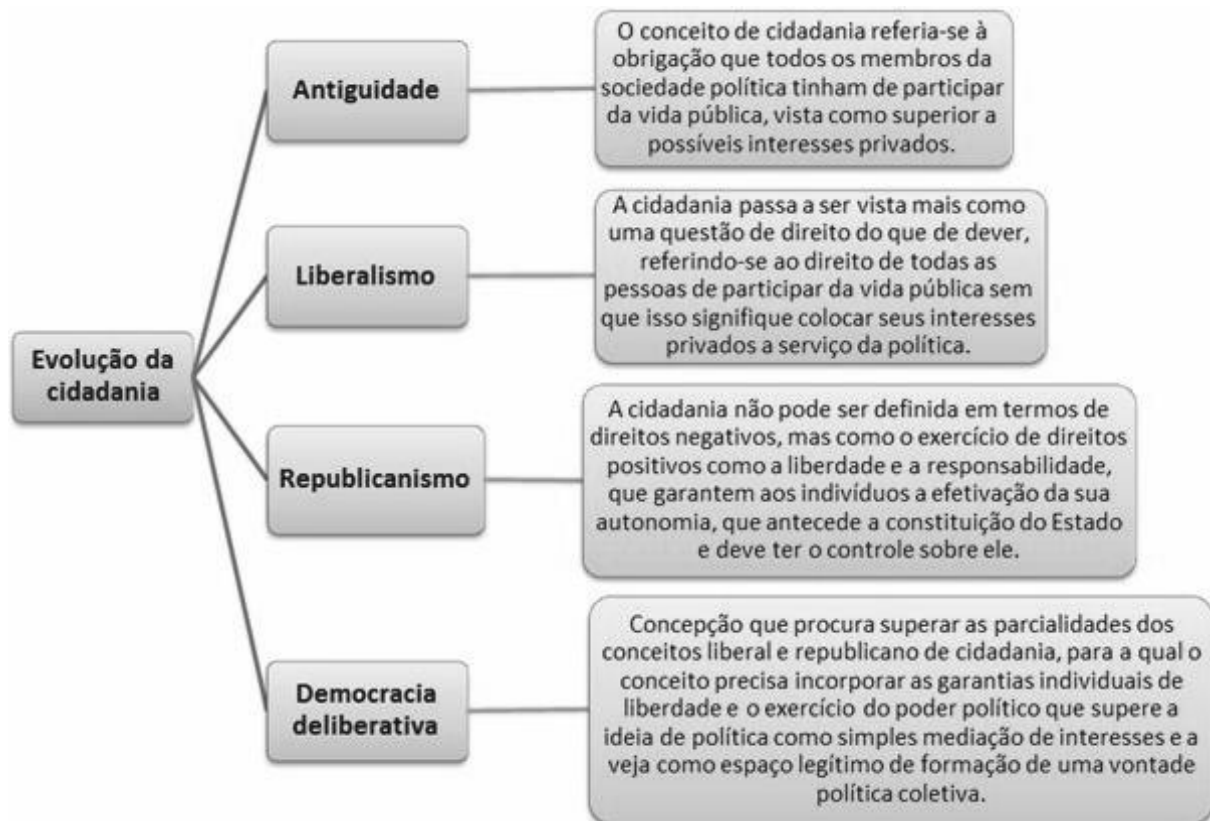 Evolução da
cidadania
Antiguidade
O conceito de cidadania referia-se à
obrigação que todos os membros da
sociedade política tinham de participar
da vida pública, vista como superior a
possíveis interesses privados.
Liberalismo
A cidadania passa a ser vista mais como
uma questão de direito do que de dever,
referindo-se ao direito de todas as
pessoas de participar da vida pública sem
que isso signifique colocar seus interesses
privados a serviço da política.
Republicanismo
A cidadania não pode ser definida em termos de
direitos negativos, mas como o exercício de direitos
positivos como a liberdade e a responsabilidade,
que garantem aos indivíduos a efetivação da sua
autonomia, que antecede a constituição do Estado
e deve ter o controle sobre ele.
Democracia
deliberativa
Concepção que procura superar as parcialidades dos
conceitos liberal e republicano de cidadania, para a qual o
conceito precisa incorporar as garantias individuais de
liberdade e o exercício do poder político que supere a
ideia de política como simples mediação de interesses e a
veja como espaço legítimo de formação de uma vontade
política coletiva.